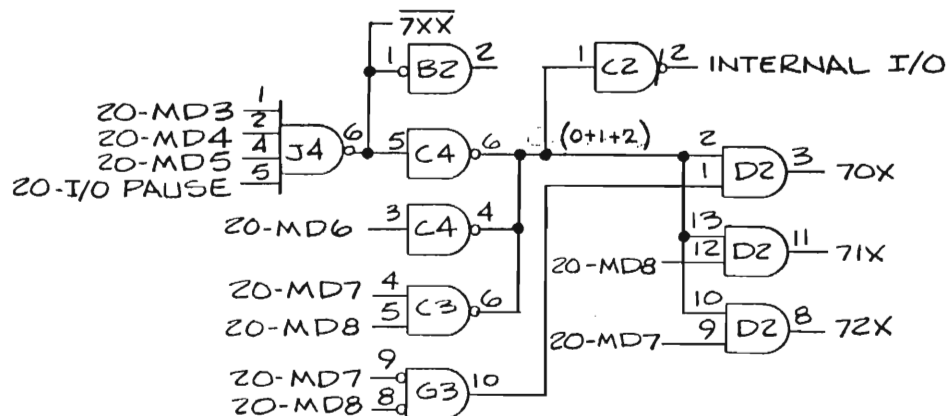 7XX
1 B2 2
1 C2 2 INTERNAL I/O
20-MD3 1
20-MD4 2
20-MD5 4
20-I/O PAUSE 5
J4 6
5 C4 6
(0+1+2)
2
1 D2 3 70X
20-MD6 3 C4 4
13
20-MD8 12 D2 11 71X
20-MD7 4
20-MD8 5 C3 6
10
20-MD7 9 D2 8 72X
20-MD7 9
20-MD8 8 G3 10